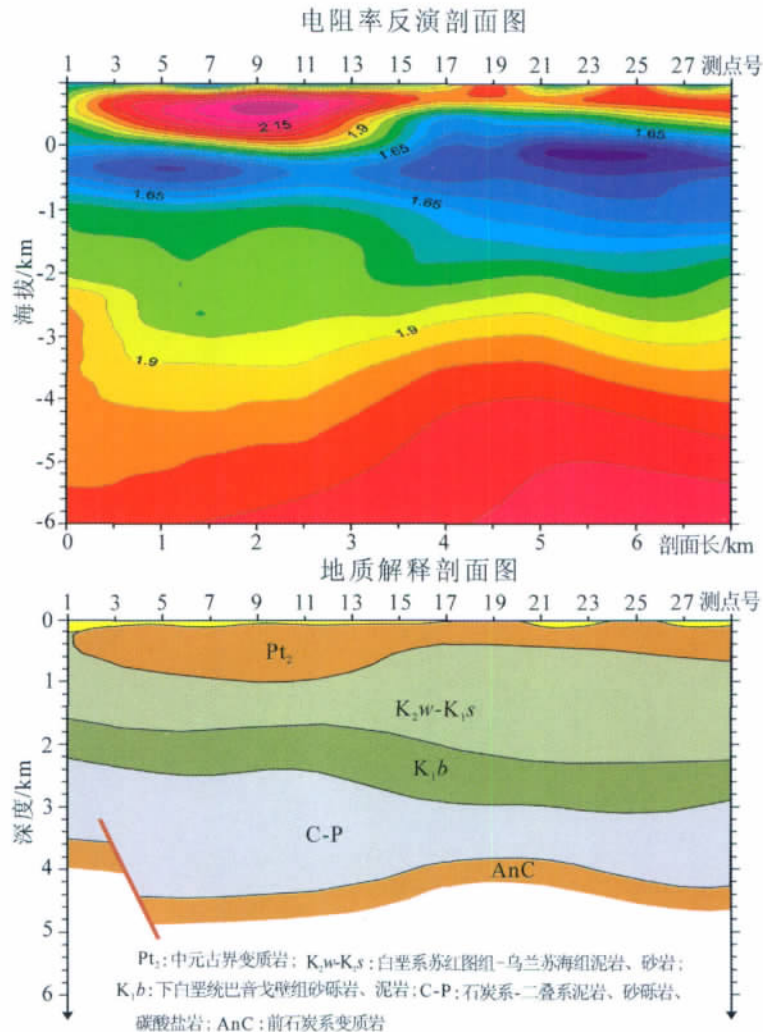 电阻率反演剖面图
1 3 5 7 9 11 13 15 17 19 21 23 25 27 测点号
海拔/km
0
-1
-2
-3
-4
-5
-6
2.15
1.9
1.65
1.65
1.65
1.65
1.9
1.9
0 1 2 3 4 5 6 剖面长/km
地质解释剖面图
1 3 5 7 9 11 13 15 17 19 21 23 25 27 测点号
深度/km
0
1
2
3
4
5
6
Pt₂
K₂w-K₁s
K₁b
C-P
AnC
Pt₂:中元古界变质岩; K₂w-K₁s:白垩系苏红图组-乌兰苏海组泥岩、砂岩;
K₁b:下白垩统巴音戈壁组砂砾岩、泥岩;C-P:石炭系-二叠系泥岩、砂砾岩、
碳酸盐岩;AnC:前石炭系变质岩